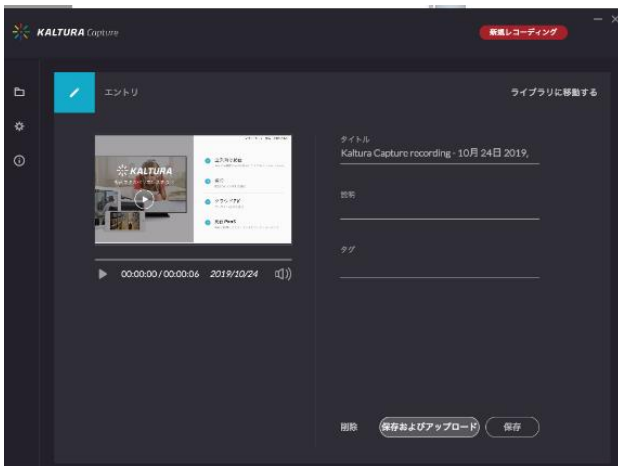 KALTURA Capture
新規レコーディング
エントリ
ライブラリに移動する
KALTURA
タイトル
Kaltura Capture recording - 10月 24日 2019,
説明
タグ
00:00:00 / 00:00:06 2019/10/24
削除
保存およびアップロード
保存